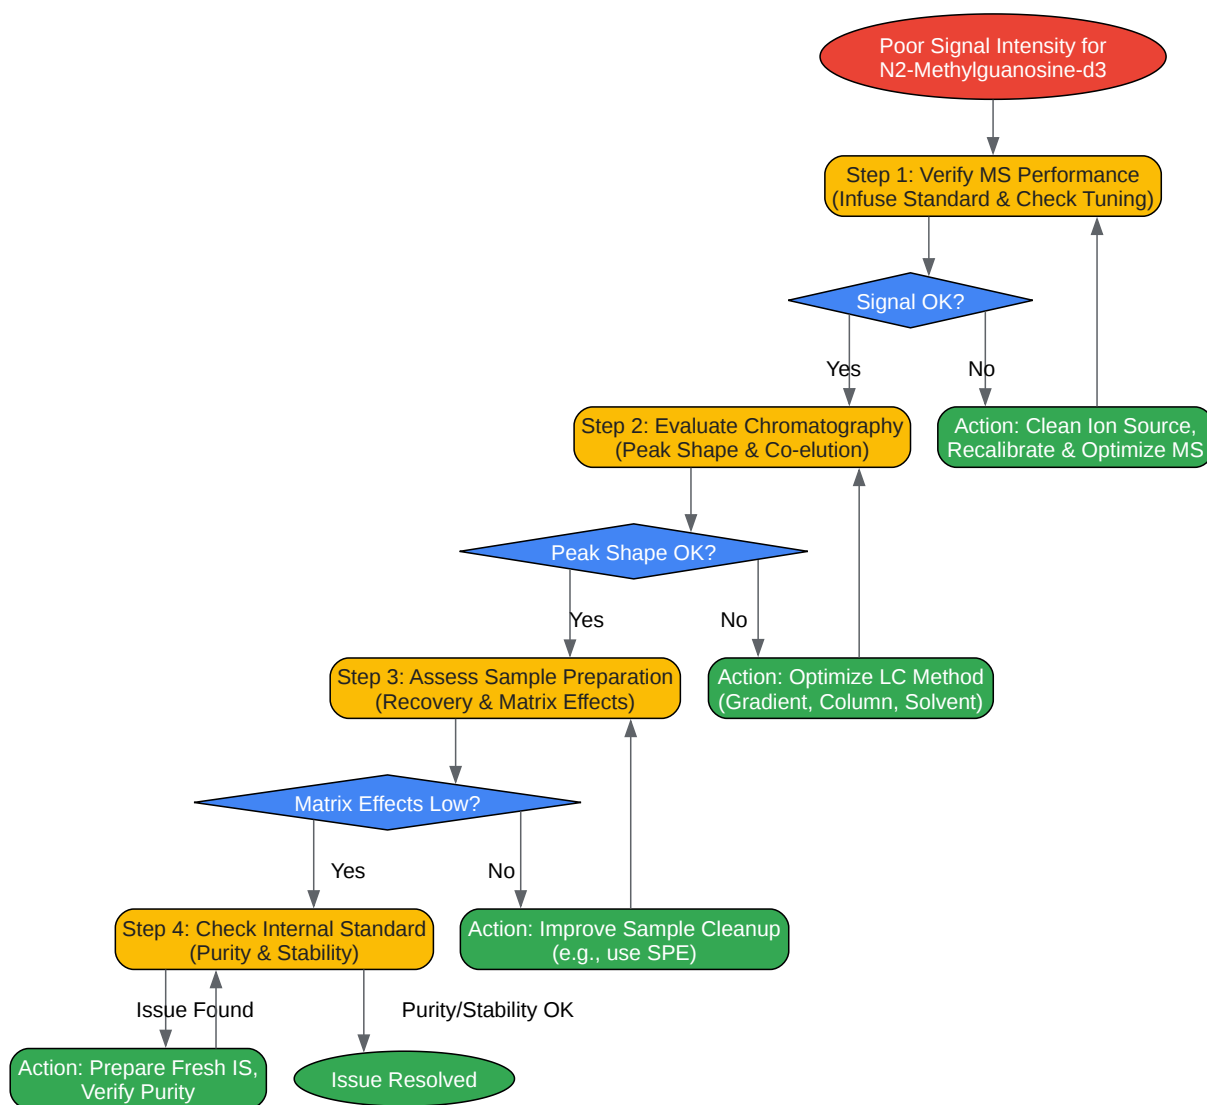 Poor Signal Intensity for
N2-Methylguanosine-d3
Step 1: Verify MS Performance
(Infuse Standard & Check Tuning)
Signal OK?
Yes
No
Step 2: Evaluate Chromatography
(Peak Shape & Co-elution)
Action: Clean Ion Source,
Recalibrate & Optimize MS
Peak Shape OK?
Yes
No
Step 3: Assess Sample Preparation
(Recovery & Matrix Effects)
Action: Optimize LC Method
(Gradient, Column, Solvent)
Matrix Effects Low?
Yes
No
Step 4: Check Internal Standard
(Purity & Stability)
Action: Improve Sample Cleanup
(e.g., use SPE)
Issue Found
Purity/Stability OK
Action: Prepare Fresh IS,
Verify Purity
Issue Resolved